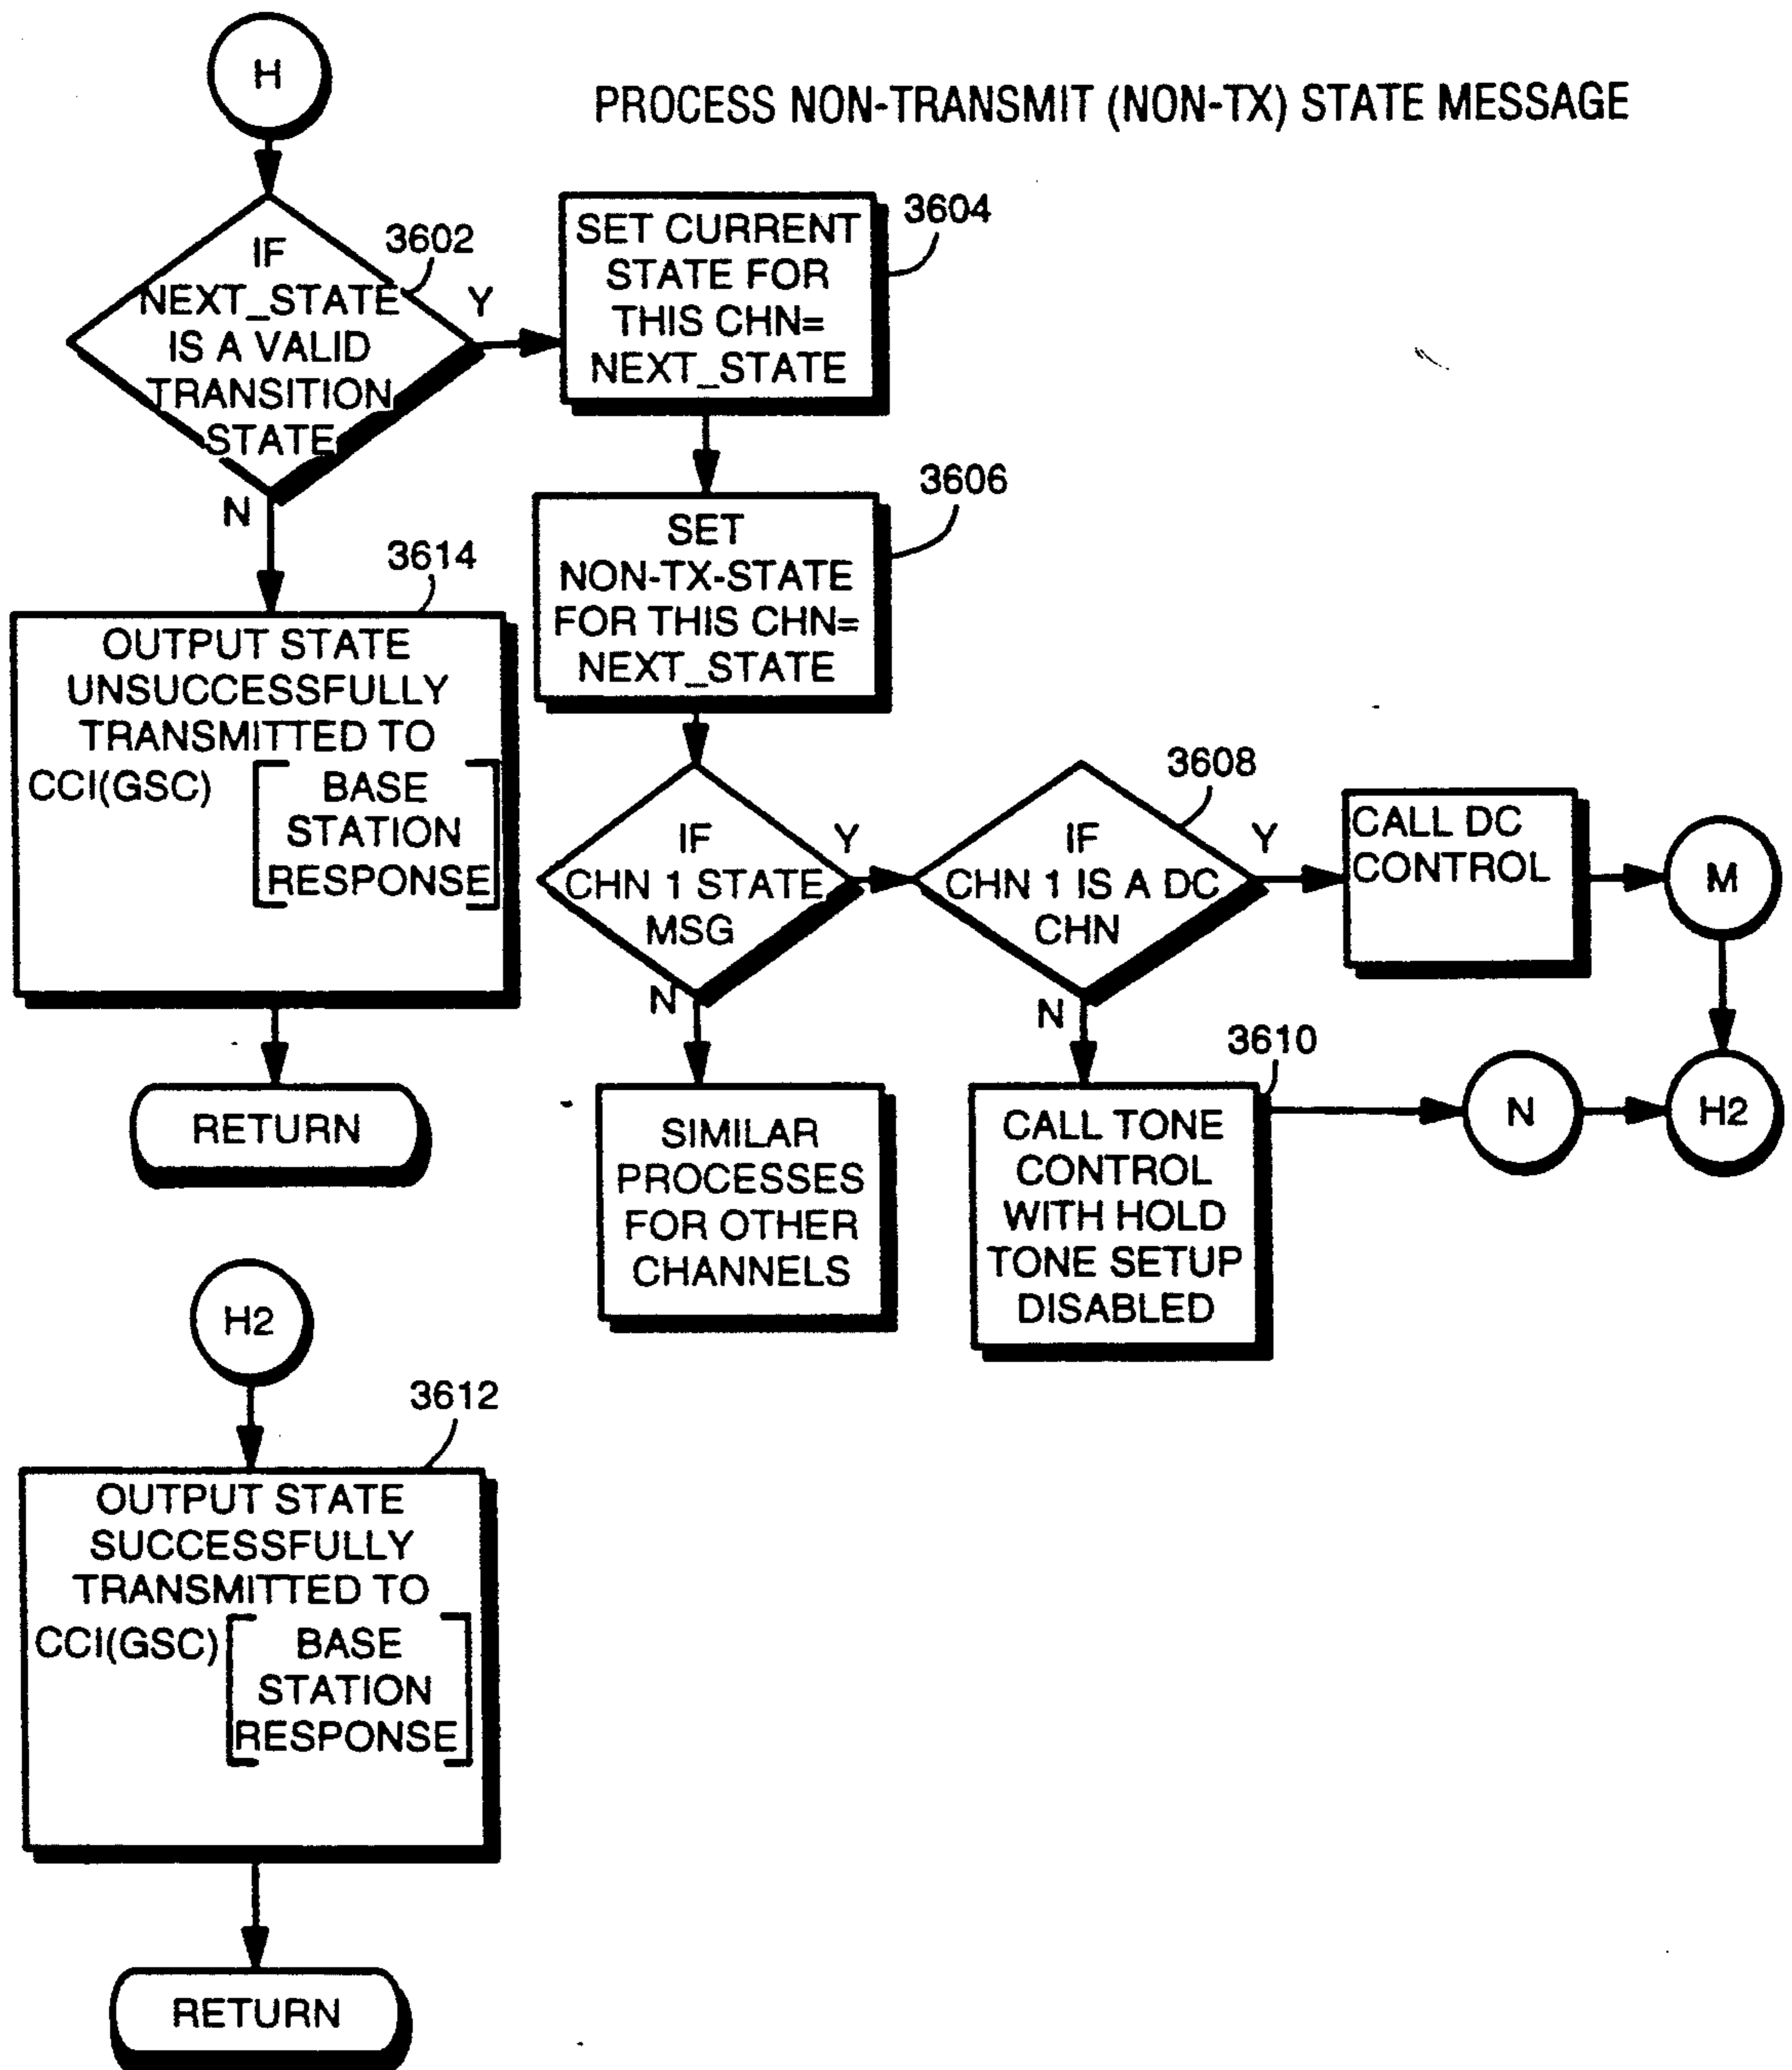 H
PROCESS NON-TRANSMIT (NON-TX) STATE MESSAGE
IF
NEXT_STATE
IS A VALID
TRANSITION
STATE
3602
Y
N
SET CURRENT
STATE FOR
THIS CHN=
NEXT_STATE
3604
SET
NON-TX-STATE
FOR THIS CHN=
NEXT_STATE
3606
3614
OUTPUT STATE
UNSUCCESSFULLY
TRANSMITTED TO
CCI(GSC) BASE
STATION
RESPONSE
RETURN
IF
CHN 1 STATE
MSG
Y
N
3608
IF
CHN 1 IS A DC
CHN
Y
N
CALL DC
CONTROL
M
SIMILAR
PROCESSES
FOR OTHER
CHANNELS
3610
CALL TONE
CONTROL
WITH HOLD
TONE SETUP
DISABLED
N
H2
H2
3612
OUTPUT STATE
SUCCESSFULLY
TRANSMITTED TO
CCI(GSC) BASE
STATION
RESPONSE
RETURN